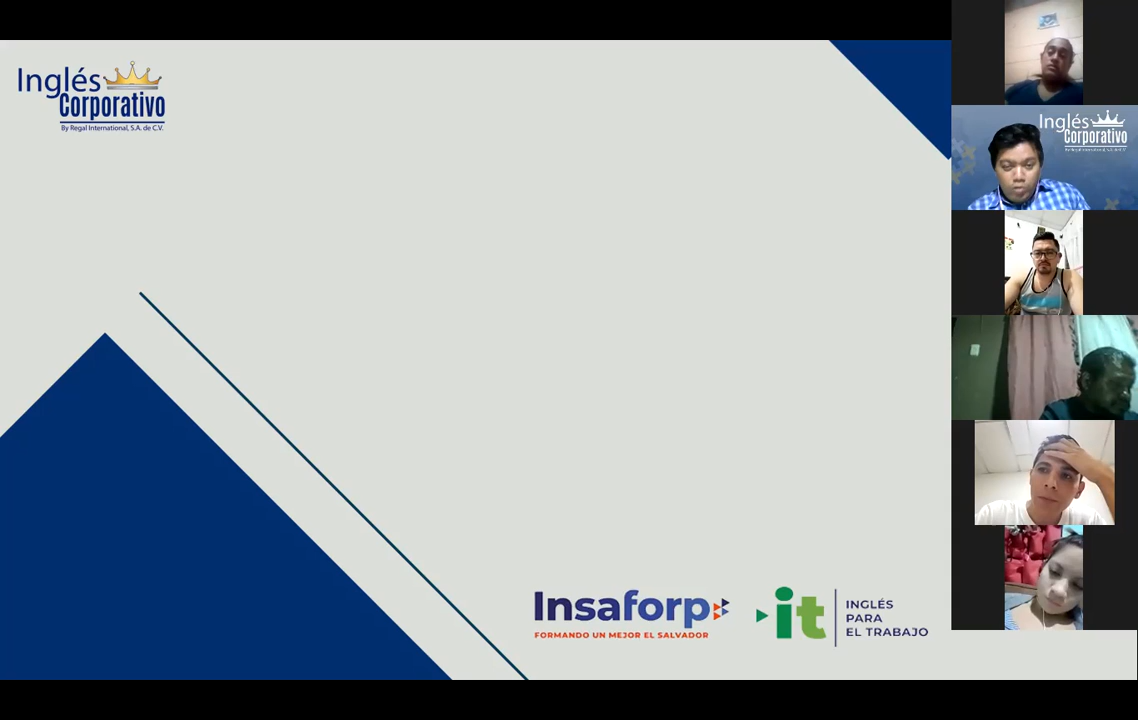 Inglés
Corporativo
By Regal International, S.A. de C.V.
Inglés
Corporativo
Insaforp
FORMANDO UN MEJOR EL SALVADOR
it
INGLÉS
PARA
EL TRABAJO